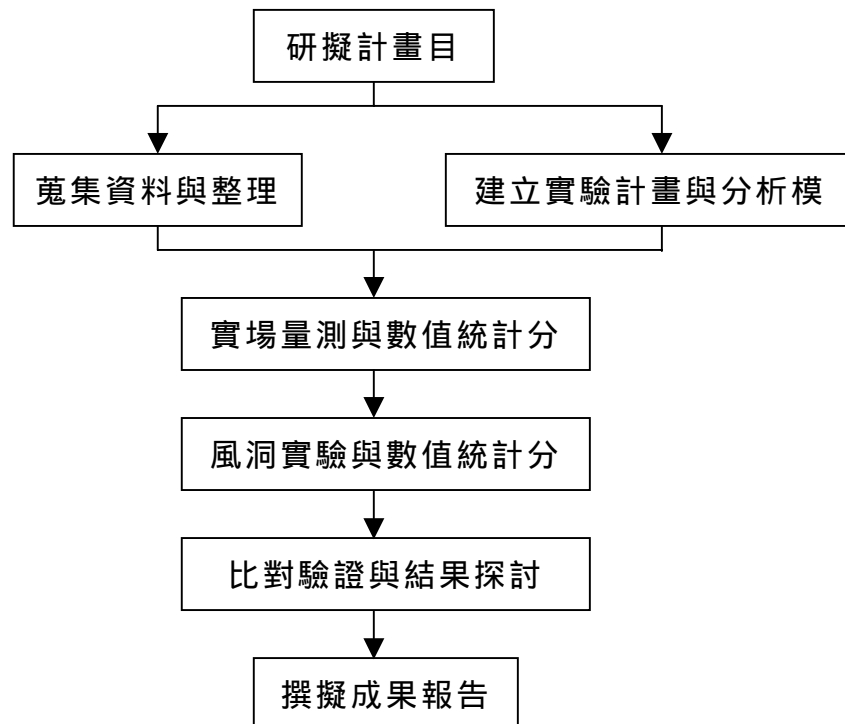 研擬計畫目
蒐集資料與整理
建立實驗計畫與分析模
實場量測與數值統計分
風洞實驗與數值統計分
比對驗證與結果探討
撰擬成果報告